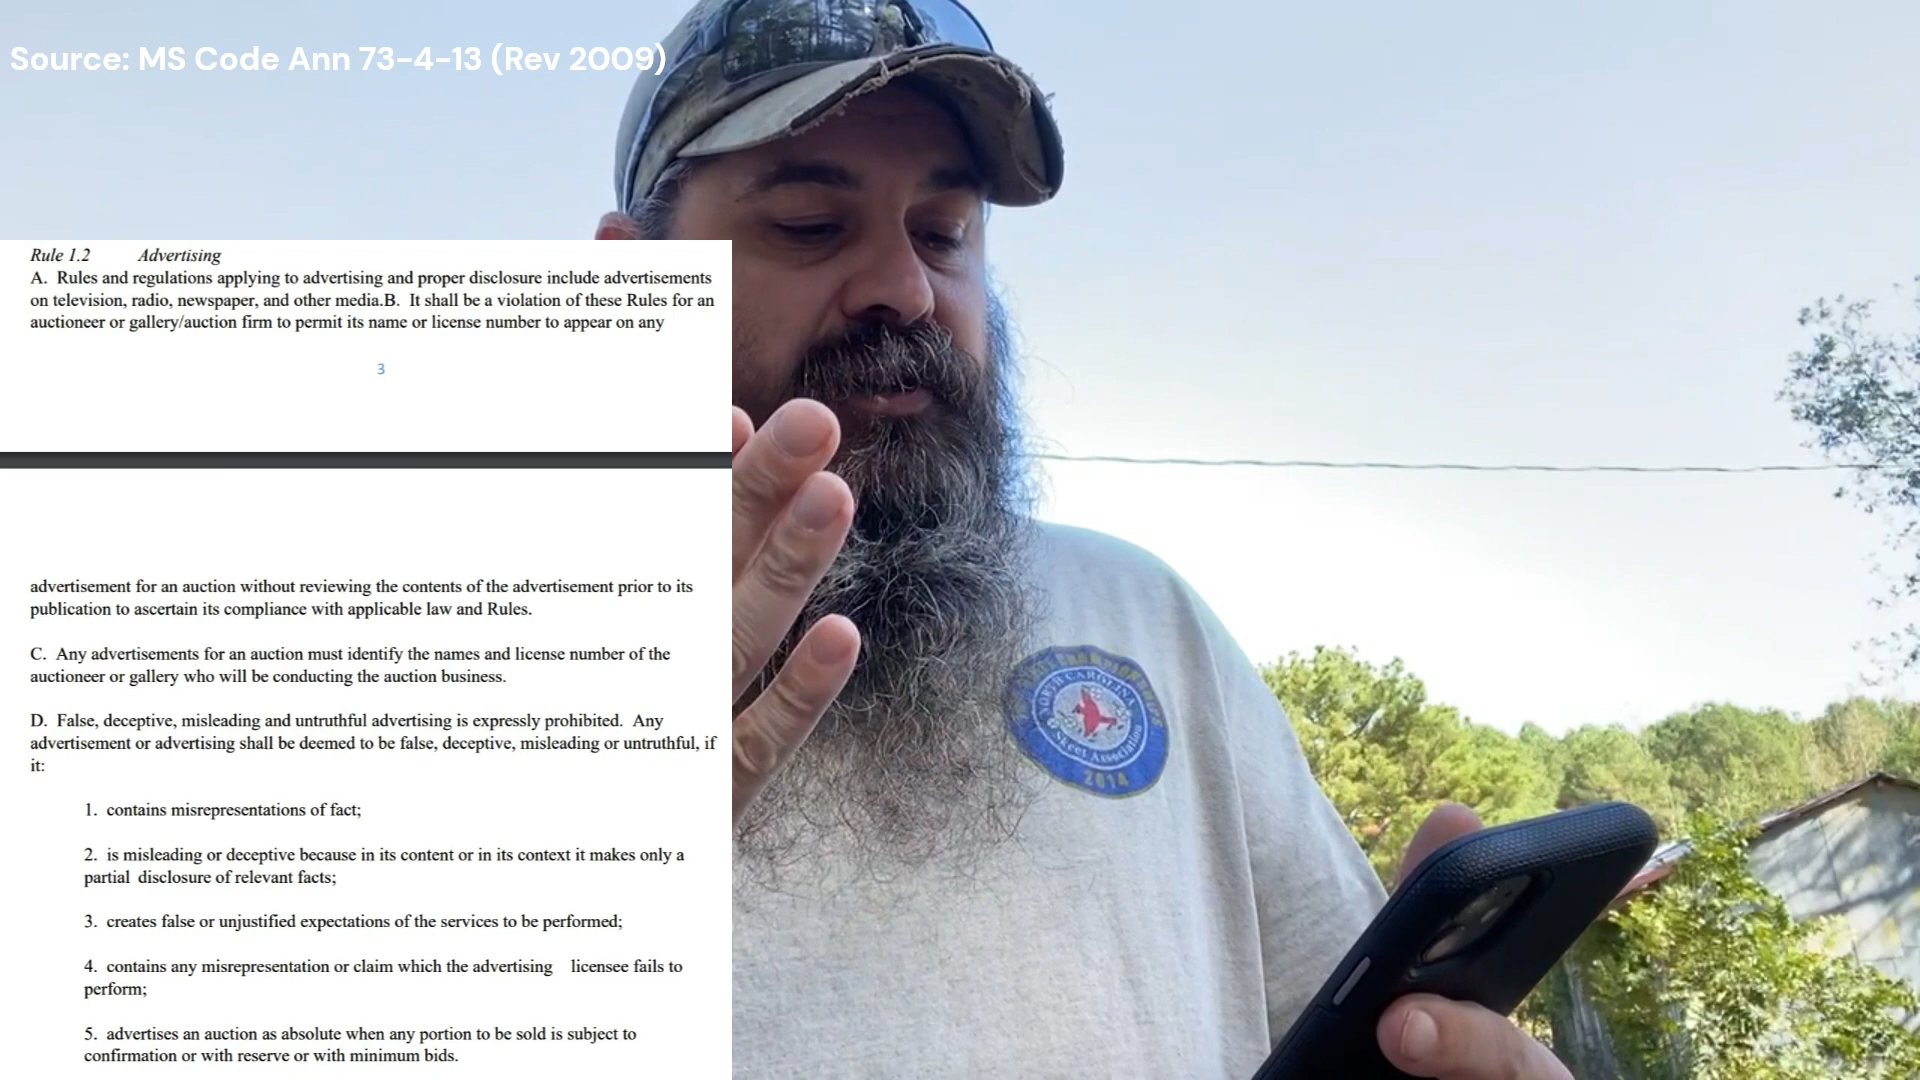 Source: MS Code Ann 73-4-13 (Rev 2009)
Rule 1.2 Advertising
A. Rules and regulations applying to advertising and proper disclosure include advertisements
on television, radio, newspaper, and other media.B. It shall be a violation of these Rules for an
auctioneer or gallery/auction firm to permit its name or license number to appear on any
3
advertisement for an auction without reviewing the contents of the advertisement prior to its
publication to ascertain its compliance with applicable law and Rules.
C. Any advertisements for an auction must identify the names and license number of the
auctioneer or gallery who will be conducting the auction business.
D. False, deceptive, misleading and untruthful advertising is expressly prohibited. Any
advertisement or advertising shall be deemed to be false, deceptive, misleading or untruthful, if
it:
1. contains misrepresentations of fact;
2. is misleading or deceptive because in its content or in its context it makes only a
partial disclosure of relevant facts;
3. creates false or unjustified expectations of the services to be performed;
4. contains any misrepresentation or claim which the advertising licensee fails to
perform;
5. advertises an auction as absolute when any portion to be sold is subject to
confirmation or with reserve or with minimum bids.
NORTH CAROLINA
Skeet Association
2014